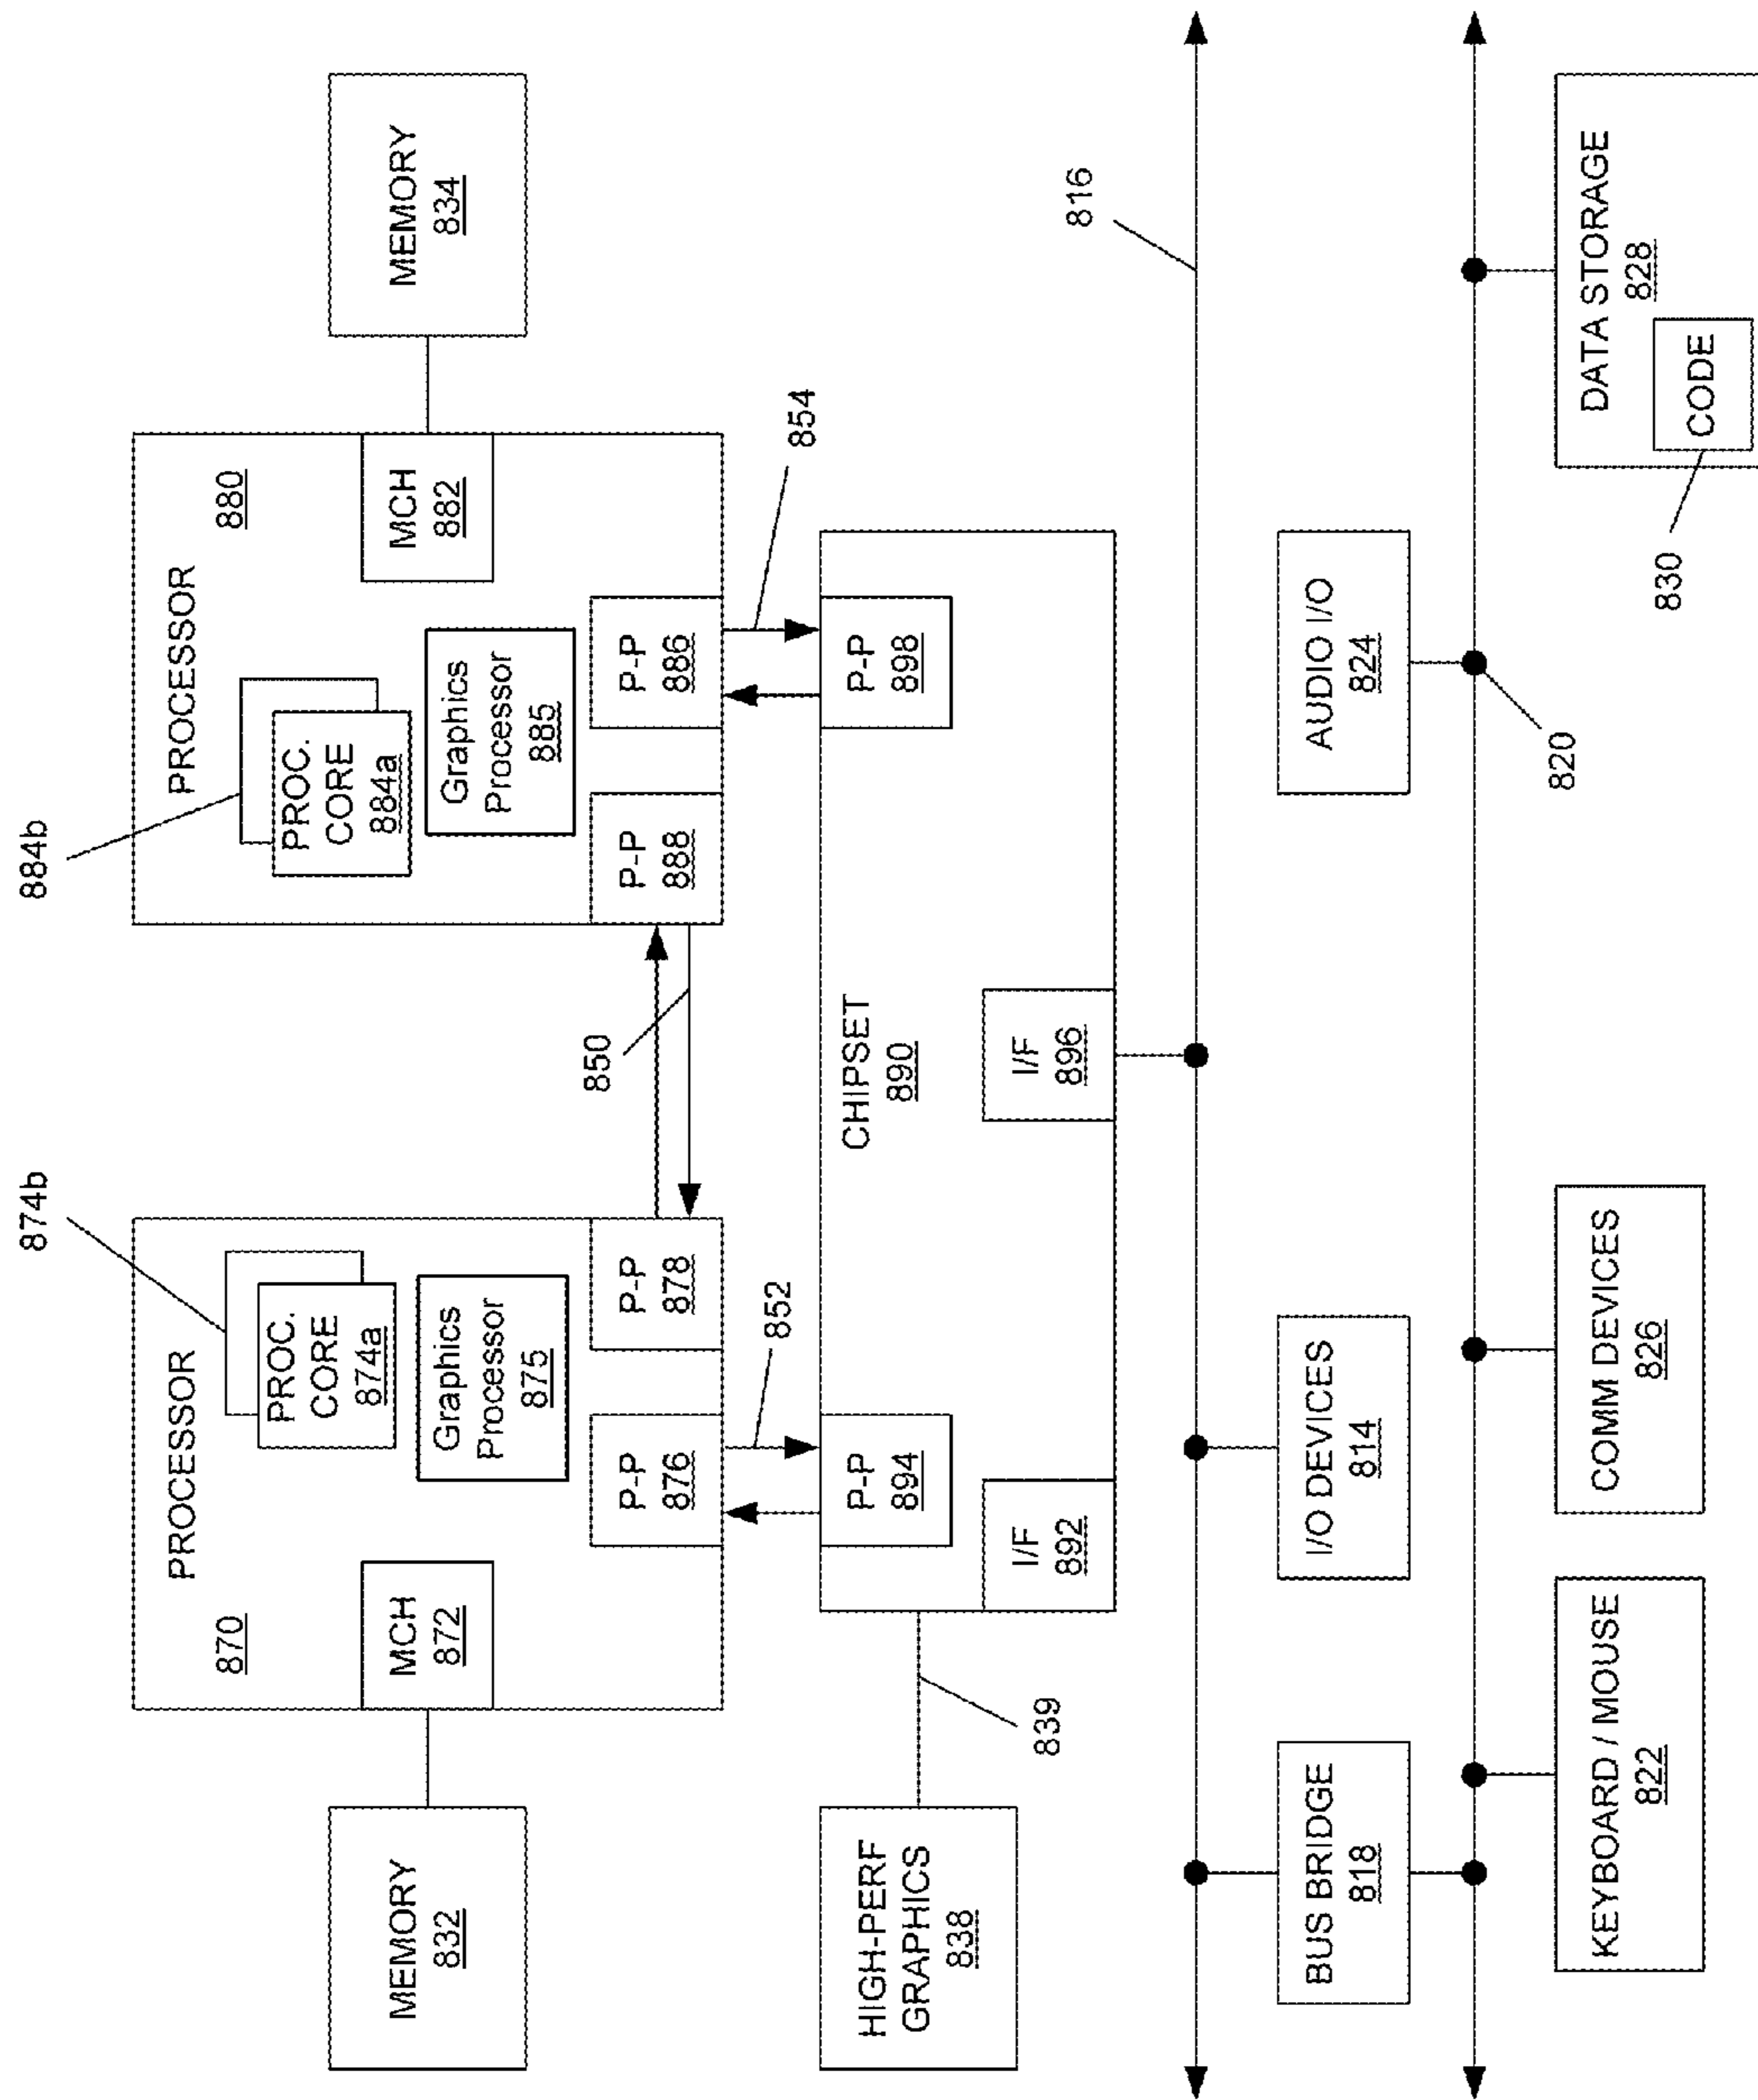 874b
884b
PROCESSOR
870
PROC.
CORE
874a
MCH
872
Graphics
Processor
875
P-P
876
P-P
878
MEMORY
832
PROCESSOR
880
PROC.
CORE
884a
MCH
882
Graphics
Processor
885
P-P
888
P-P
886
MEMORY
834
850
852
854
HIGH-PERF
GRAPHICS
838
839
CHIPSET
890
P-P
894
P-P
898
I/F
892
I/F
896
816
BUS BRIDGE
818
I/O DEVICES
814
AUDIO I/O
824
820
KEYBOARD / MOUSE
822
COMM DEVICES
826
DATA STORAGE
828
CODE
830